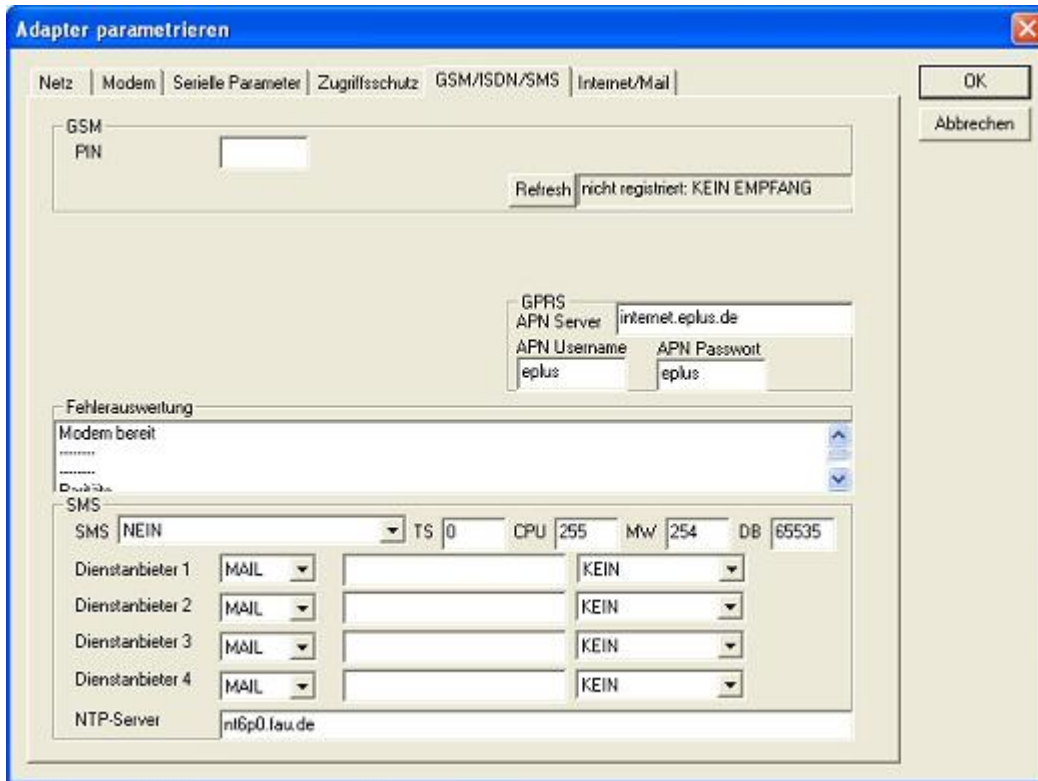 Adapter parametrieren
Netz Modem Serielle Parameter Zugriffsschutz GSM/ISDN/SMS Internet/Mail
OK
Abbrechen
GSM
PIN
Refresh nicht registriert: KEIN EMPFANG
GPRS
APN Server internet.eplus.de
APN Username APN Passwort
eplus eplus
Fehlerauswertung
Modem bereit
--------
--------
SMS
SMS NEIN TS 0 CPU 255 MW 254 DB 65535
Dienstanbieter 1 MAIL KEIN
Dienstanbieter 2 MAIL KEIN
Dienstanbieter 3 MAIL KEIN
Dienstanbieter 4 MAIL KEIN
NTP-Server nt6p0.fau.de